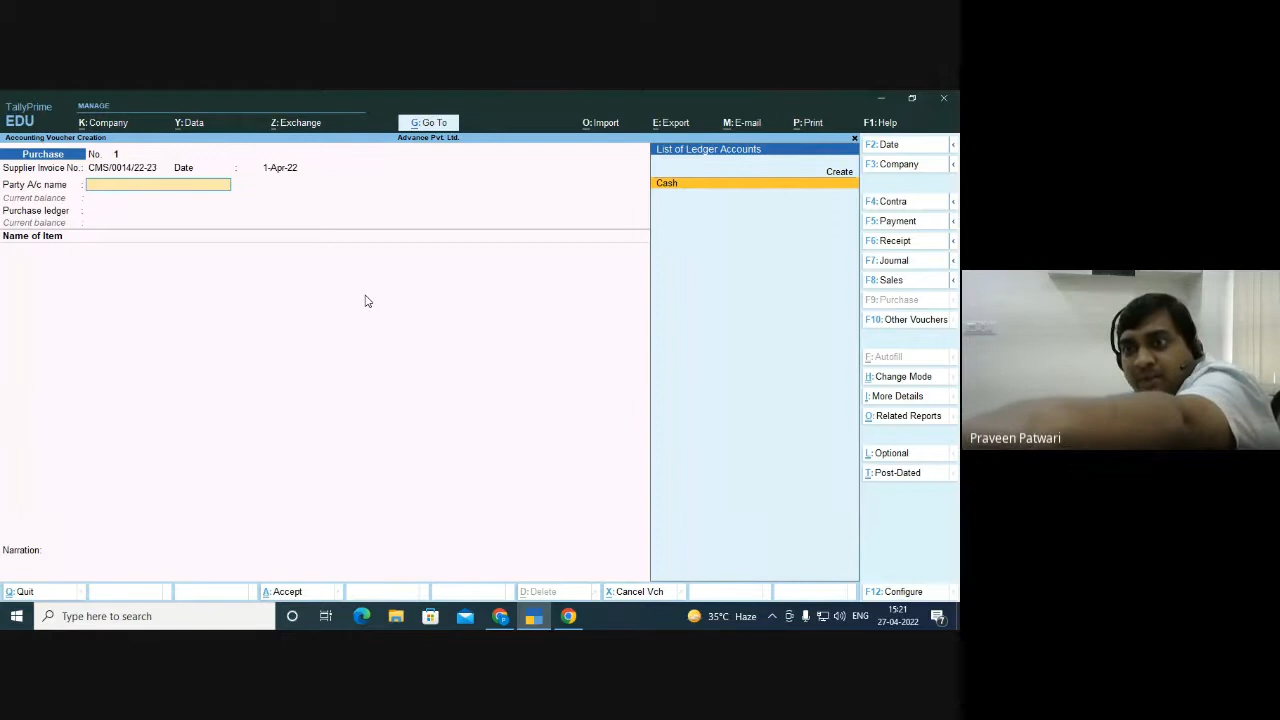 TallyPrime
EDU
MANAGE
K: Company
Y: Data
Z: Exchange
G: Go To
O: Import
E: Export
M: E-mail
P: Print
F1: Help
Accounting Voucher Creation
Advance Pvt. Ltd.
Purchase No. 1
Supplier Invoice No.: CMS/0014/22-23 Date : 1-Apr-22
Party A/c name :
Current balance :
Purchase ledger :
Current balance :
Name of Item
Narration:
List of Ledger Accounts
Create
Cash
F2: Date
F3: Company
F4: Contra
F5: Payment
F6: Receipt
F7: Journal
F8: Sales
F9: Purchase
F10: Other Vouchers
F: Autofill
H: Change Mode
I: More Details
O: Related Reports
L: Optional
T: Post-Dated
Q: Quit
A: Accept
D: Delete
X: Cancel Vch
F12: Configure
Type here to search
35°C Haze
ENG
15:21
27-04-2022
7
Praveen Patwari